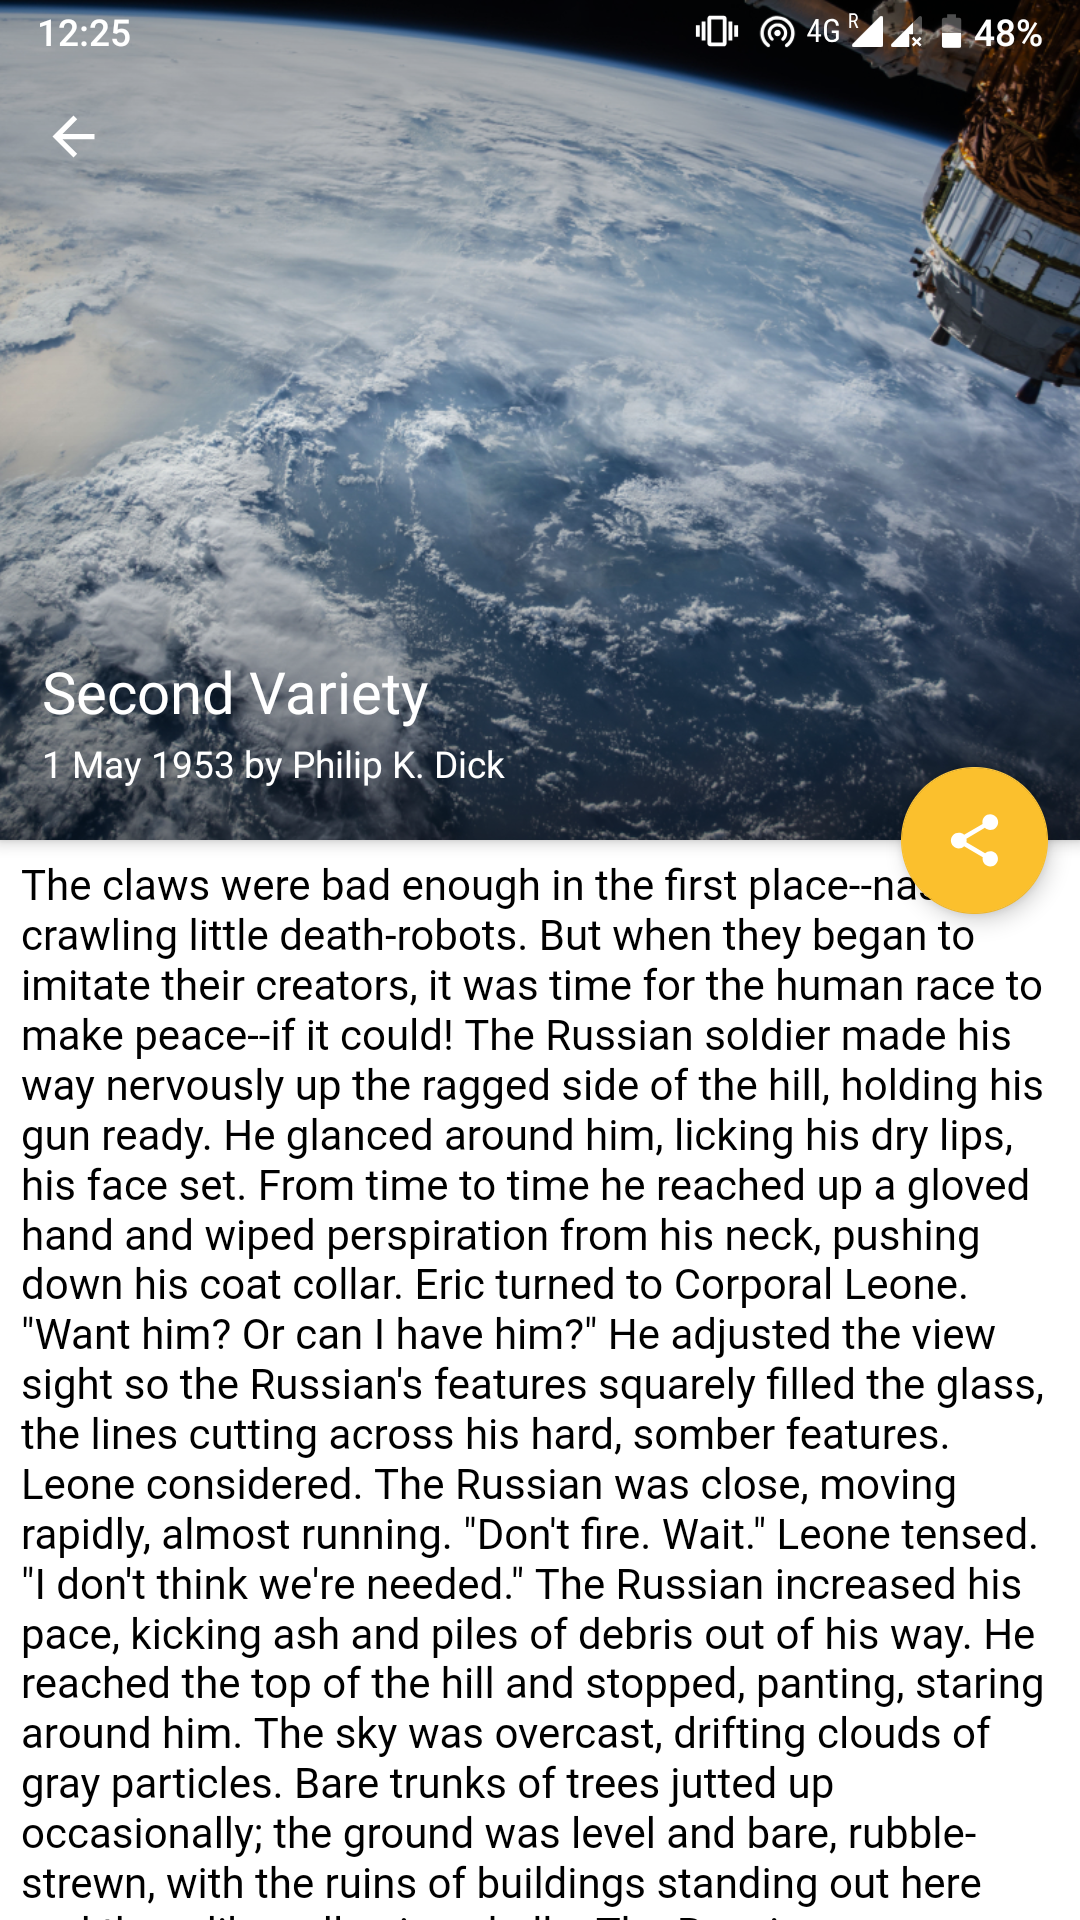 12:25
4G R 48%
Second Variety
1 May 1953 by Philip K. Dick
The claws were bad enough in the first place--
crawling little death-robots. But when they began to
imitate their creators, it was time for the human race to
make peace--if it could! The Russian soldier made his
way nervously up the ragged side of the hill, holding his
gun ready. He glanced around him, licking his dry lips,
his face set. From time to time he reached up a gloved
hand and wiped perspiration from his neck, pushing
down his coat collar. Eric turned to Corporal Leone.
"Want him? Or can I have him?" He adjusted the view
sight so the Russian's features squarely filled the glass,
the lines cutting across his hard, somber features.
Leone considered. The Russian was close, moving
rapidly, almost running. "Don't fire. Wait." Leone tensed.
"I don't think we're needed." The Russian increased his
pace, kicking ash and piles of debris out of his way. He
reached the top of the hill and stopped, panting, staring
around him. The sky was overcast, drifting clouds of
gray particles. Bare trunks of trees jutted up
occasionally; the ground was level and bare, rubble-
strewn, with the ruins of buildings standing out here